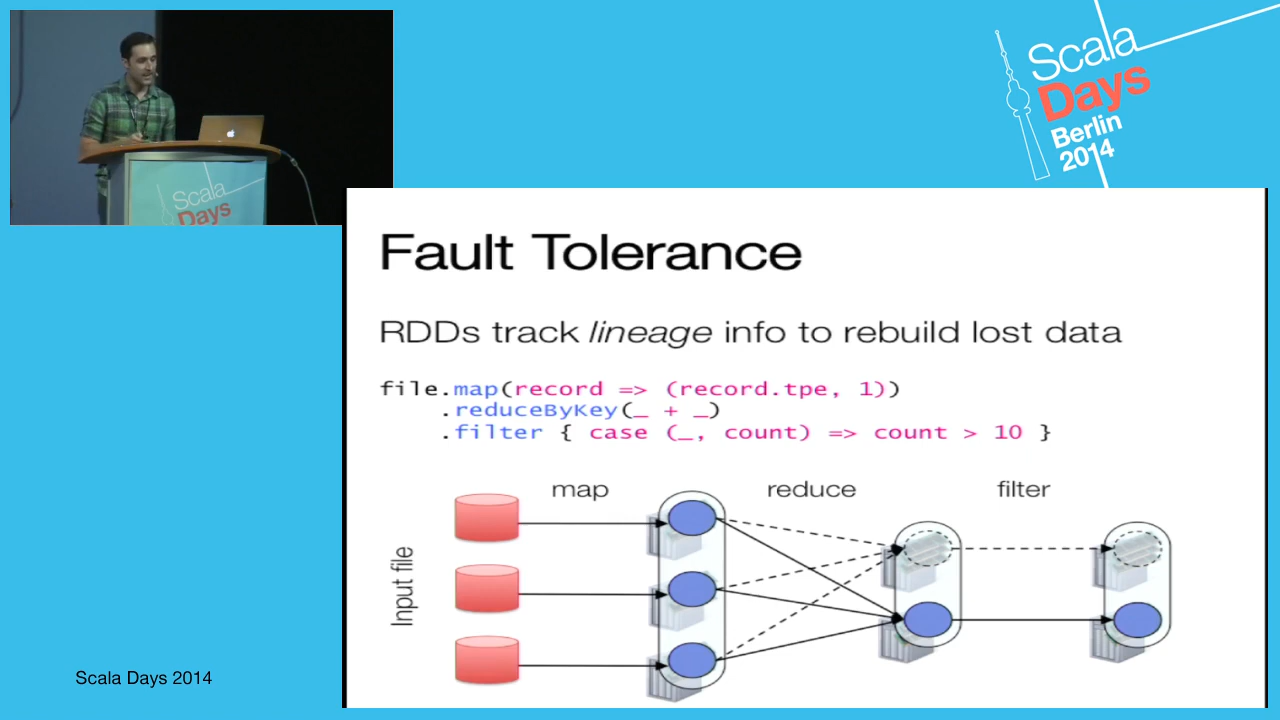 Scala
Days
Berlin
2014
Scala
Days
Fault Tolerance
RDDs track lineage info to rebuild lost data
file.map(record => (record.tpe, 1))
.reduceByKey(_ + _)
.filter { case (_, count) => count > 10 }
map
reduce
filter
Input file
Scala Days 2014